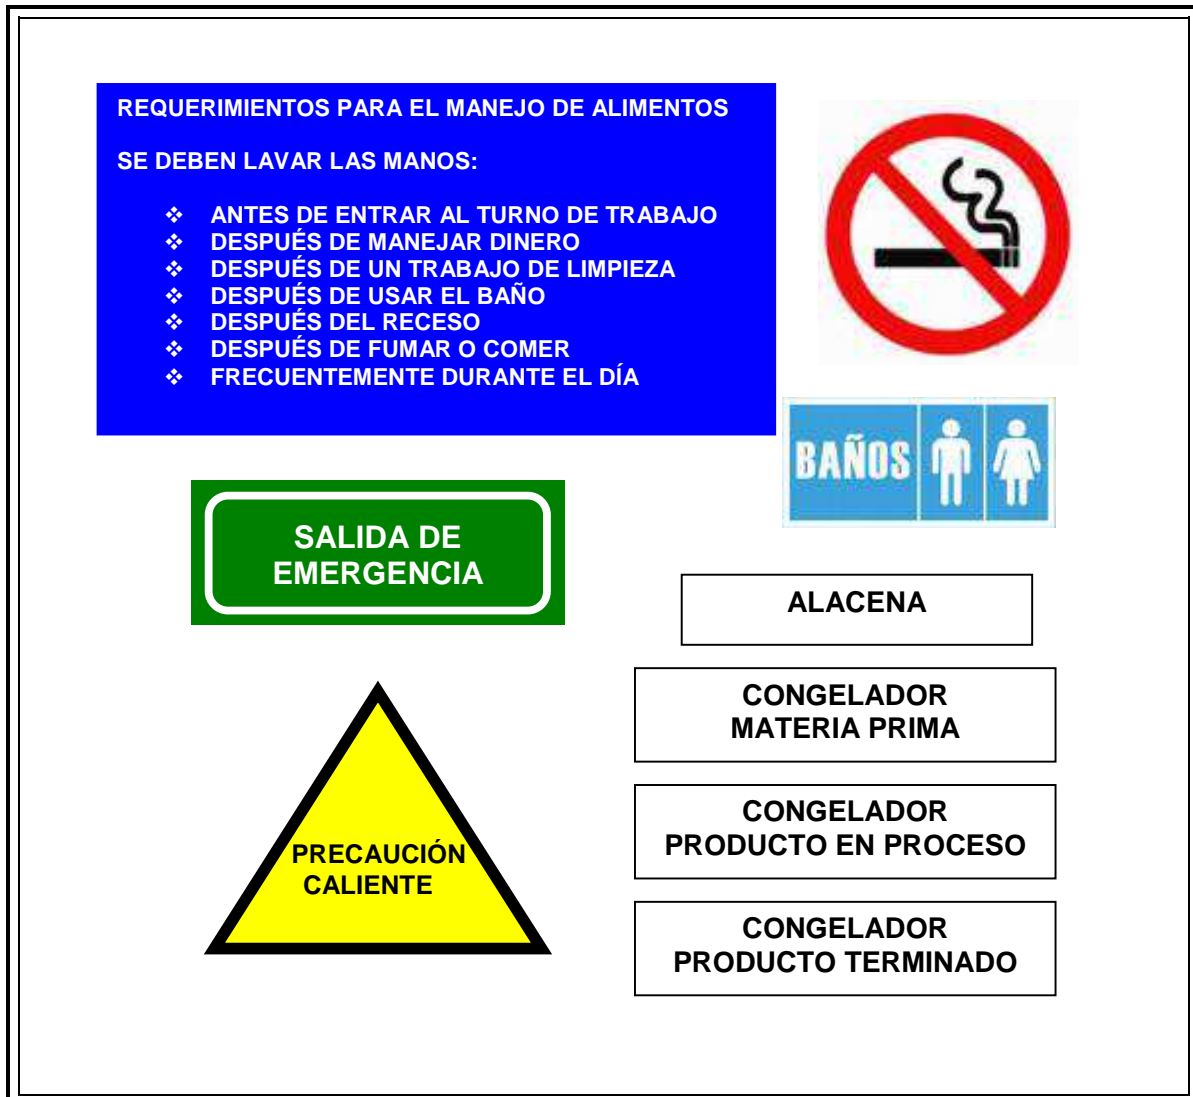 REQUERIMIENTOS PARA EL MANEJO DE ALIMENTOS
SE DEBEN LAVAR LAS MANOS:
❖ ANTES DE ENTRAR AL TURNO DE TRABAJO
❖ DESPUÉS DE MANEJAR DINERO
❖ DESPUÉS DE UN TRABAJO DE LIMPIEZA
❖ DESPUÉS DE USAR EL BAÑO
❖ DESPUÉS DEL RECESO
❖ DESPUÉS DE FUMAR O COMER
❖ FRECUENTEMENTE DURANTE EL DÍA
BAÑOS
SALIDA DE
EMERGENCIA
ALACENA
CONGELADOR
MATERIA PRIMA
CONGELADOR
PRODUCTO EN PROCESO
PRECAUCIÓN
CALIENTE
CONGELADOR
PRODUCTO TERMINADO